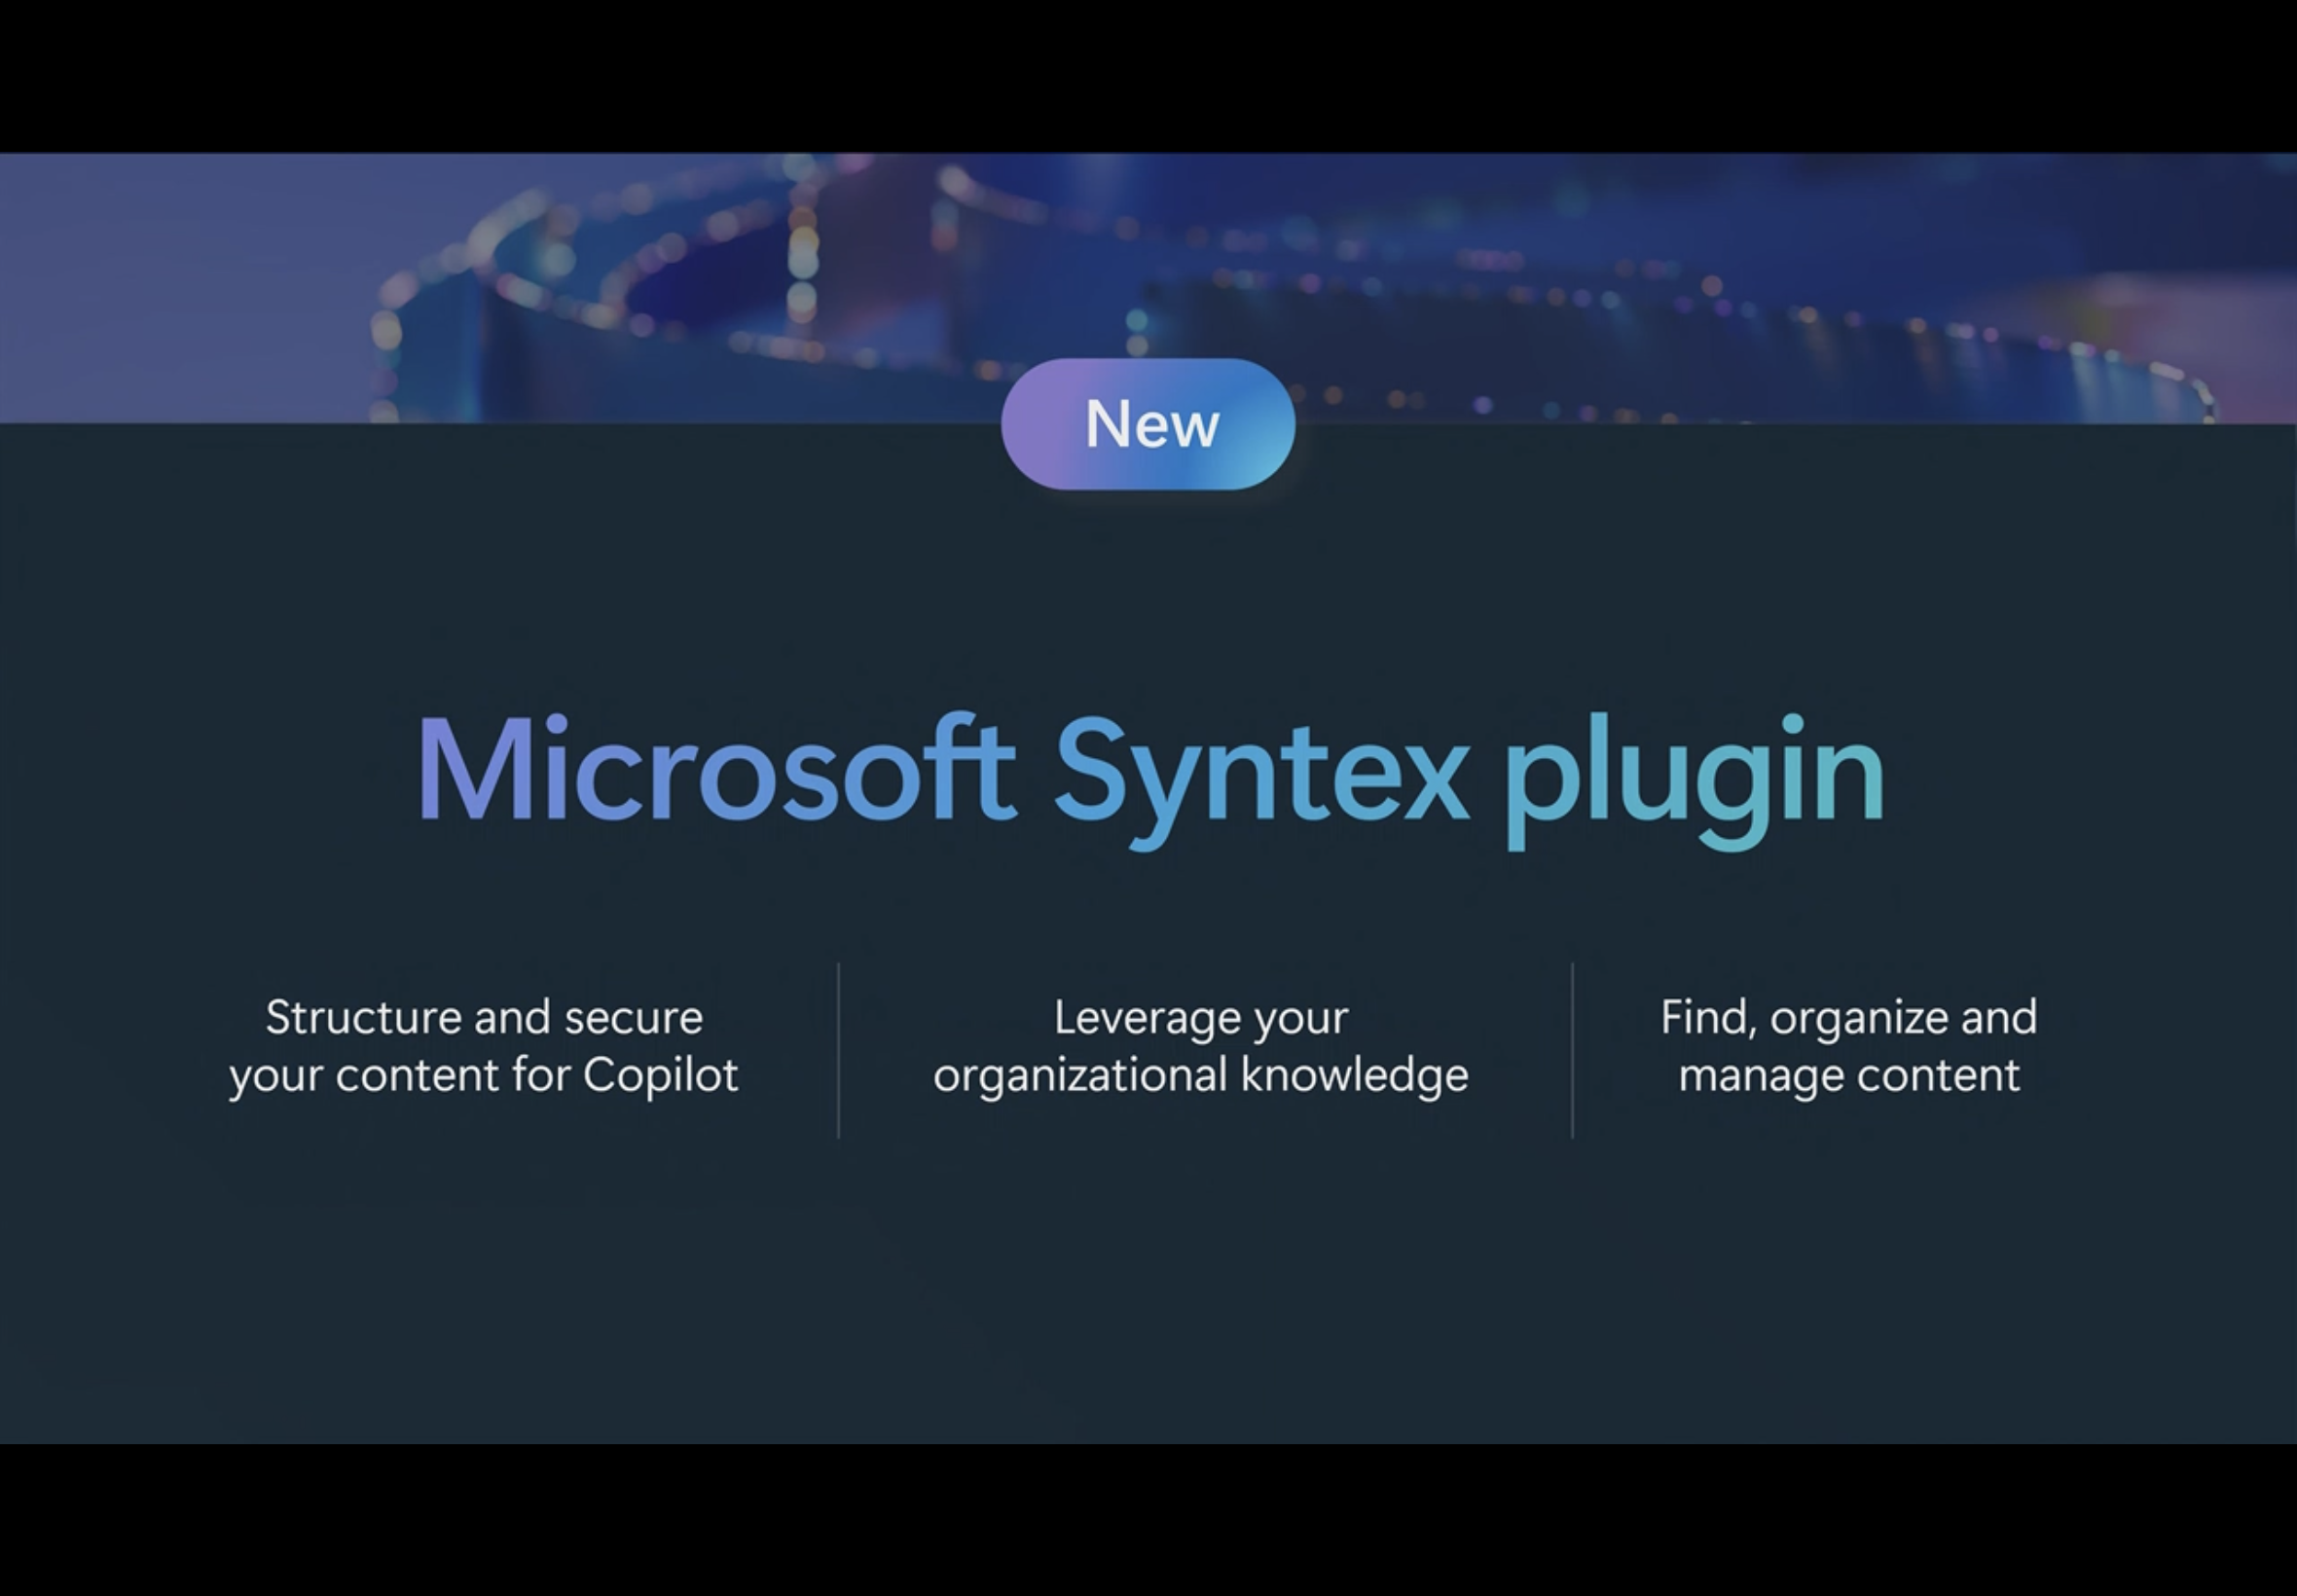 New
Microsoft Syntex plugin
Structure and secure
your content for Copilot
Leverage your
organizational knowledge
Find, organize and
manage content